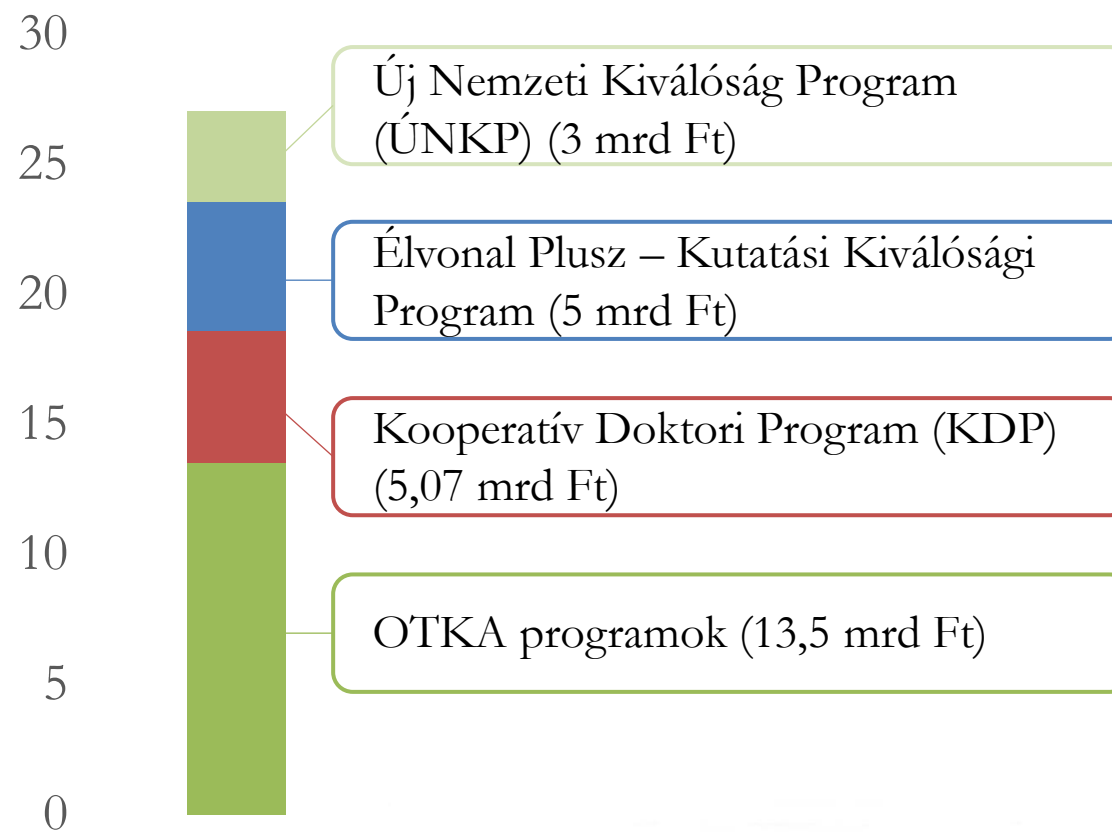 30
25
20
15
10
5
0
Új Nemzeti Kiválóság Program
(ÚNKP) (3 mrd Ft)
Élvonal Plusz – Kutatási Kiválósági
Program (5 mrd Ft)
Kooperatív Doktori Program (KDP)
(5,07 mrd Ft)
OTKA programok (13,5 mrd Ft)